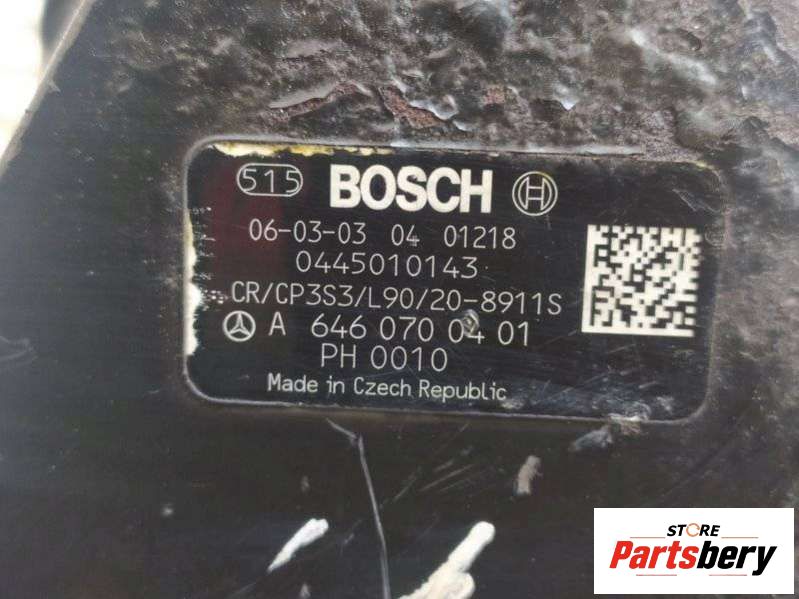 515 BOSCH
06-03-03 04 01218
0445010143
CR/CP3S3/L90/20-8911S
A 646 070 04 01
PH 0010
Made in Czech Republic
STORE
Partsbery